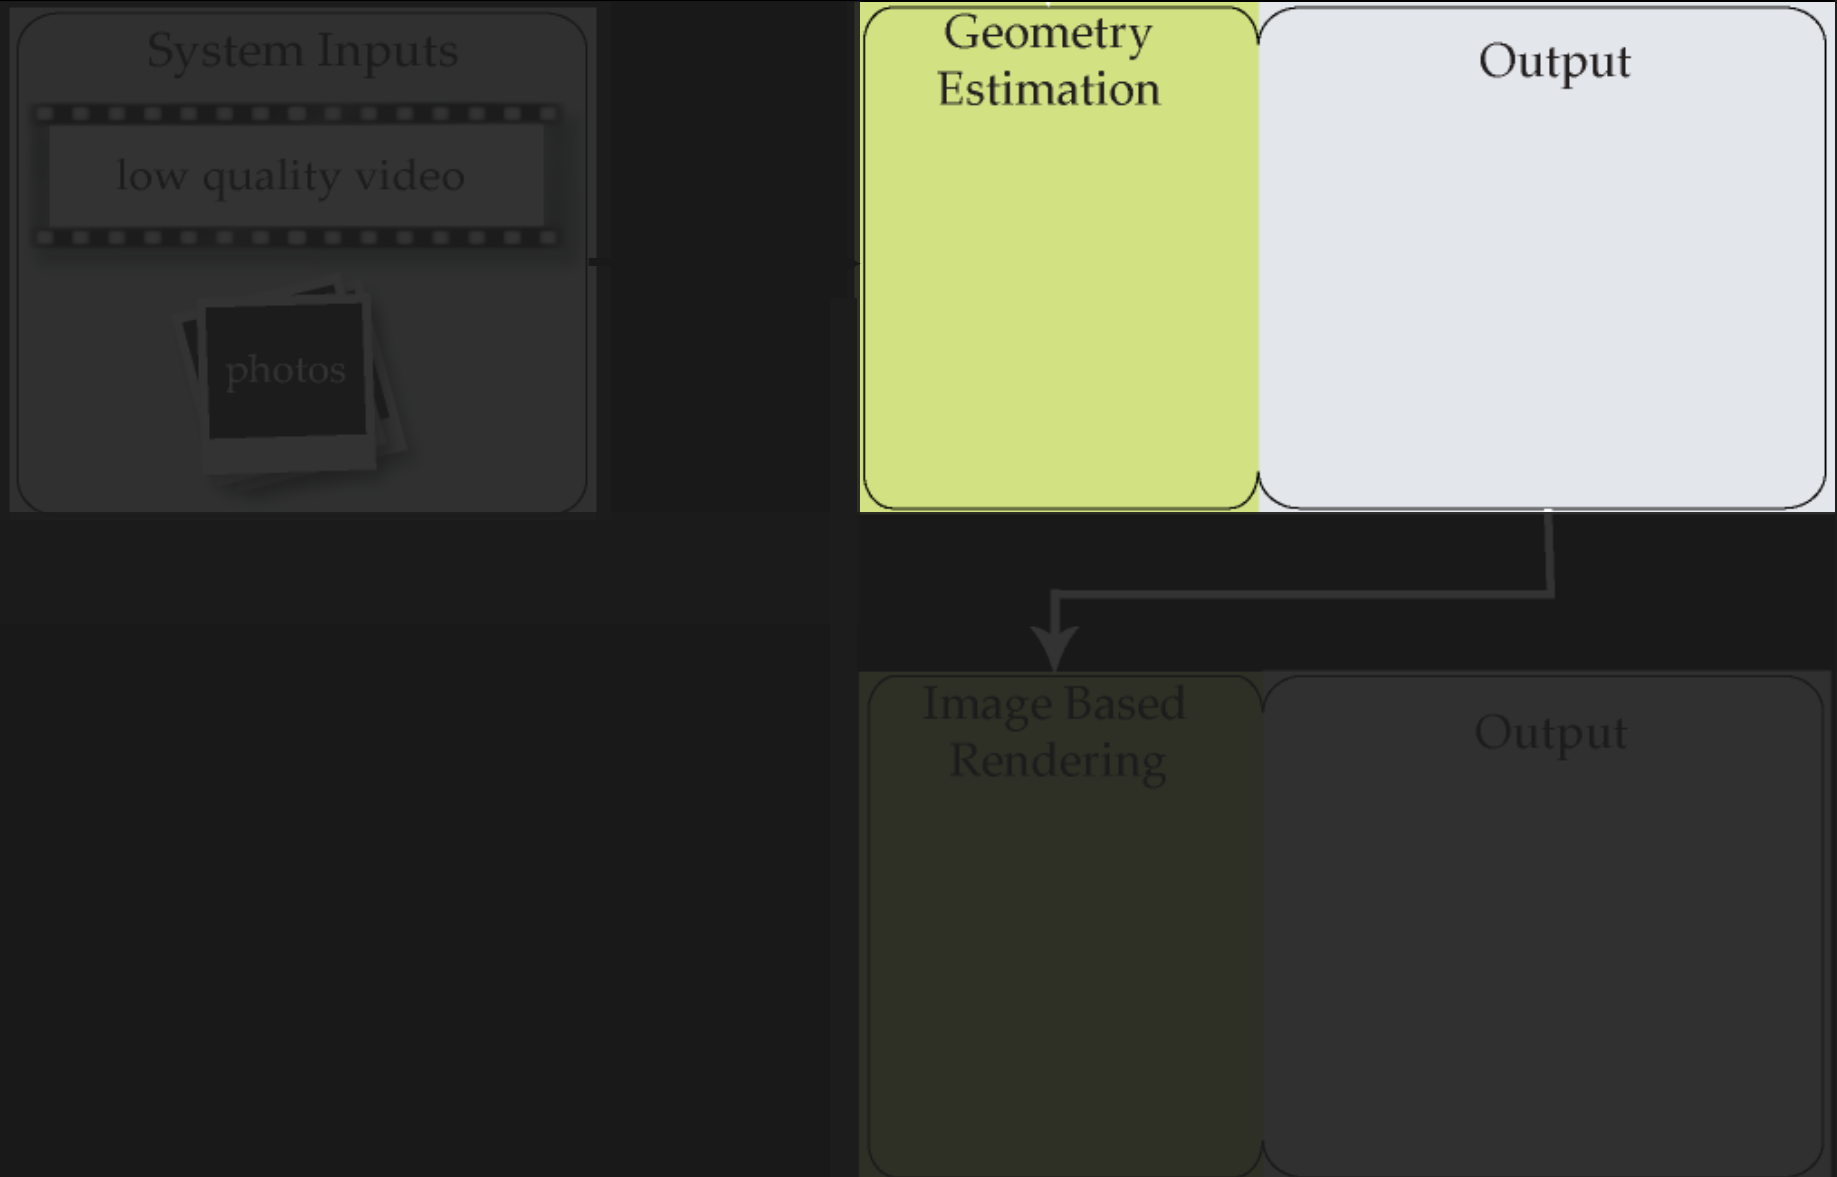 System Inputs
low quality video
photos
Geometry
Estimation
Output
Image Based
Rendering
Output